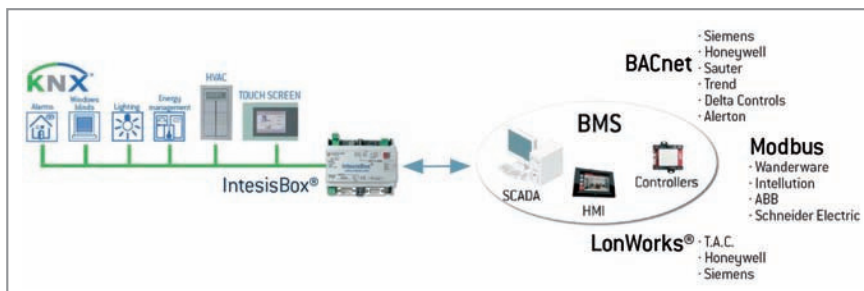 KNX®
Alarms
Windows
blinds
Lighting
Energy
management
HVAC
TOUCH SCREEN
IntesisBox®
BMS
SCADA
HMI
Controllers
BACnet
· Siemens
· Honeywell
· Sauter
· Trend
· Delta Controls
· Alerton
Modbus
· Wanderware
· Intellution
· ABB
· Schneider Electric
LonWorks®
· T.A.C.
· Honeywell
· Siemens